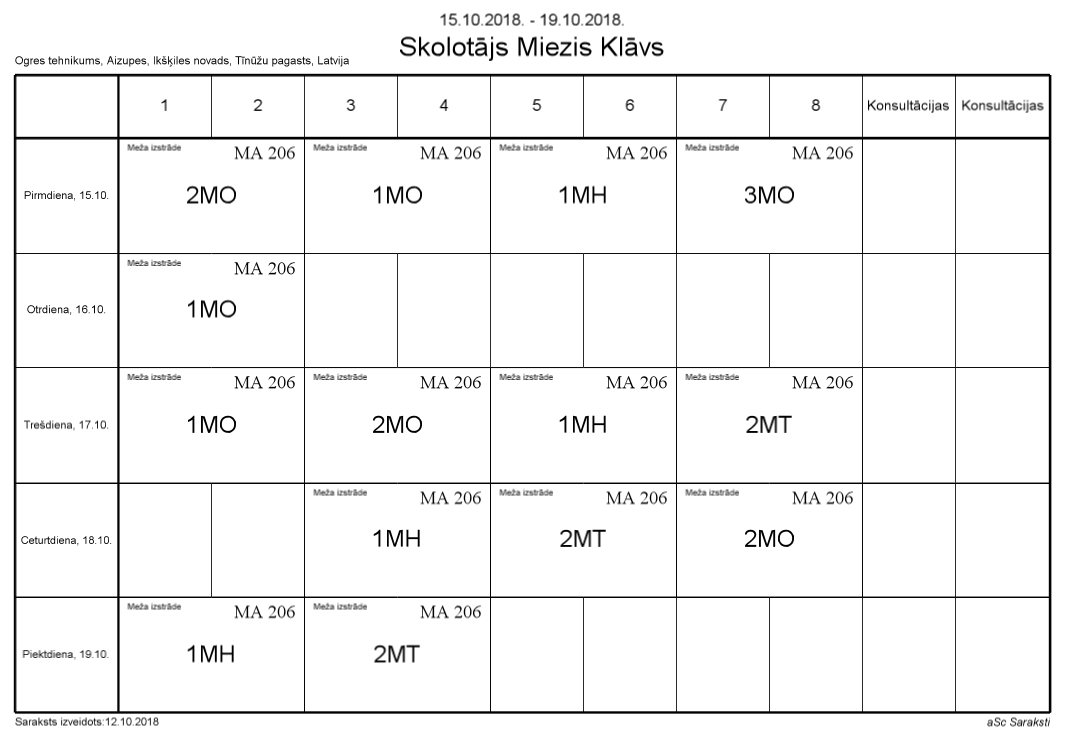 15.10.2018. - 19.10.2018.
Skolotājs Miezis Klāvs
Ogres tehnikums, Aizupes, Ikšķiles novads, Tīnūžu pagasts, Latvija
1 2 3 4 5 6 7 8 Konsultācijas Konsultācijas
Meža izstrāde MA 206 Meža izstrāde MA 206 Meža izstrāde MA 206 Meža izstrāde MA 206
Pirmdiena, 15.10. 2MO 1MO 1MH 3MO
Meža izstrāde MA 206
Otrdiena, 16.10. 1MO
Meža izstrāde MA 206 Meža izstrāde MA 206 Meža izstrāde MA 206 Meža izstrāde MA 206
Trešdiena, 17.10. 1MO 2MO 1MH 2MT
Meža izstrāde MA 206 Meža izstrāde MA 206 Meža izstrāde MA 206
Ceturtdiena, 18.10. 1MH 2MT 2MO
Meža izstrāde MA 206 Meža izstrāde MA 206
Piektdiena, 19.10. 1MH 2MT
Saraksts izveidots:12.10.2018 aSc Saraksti